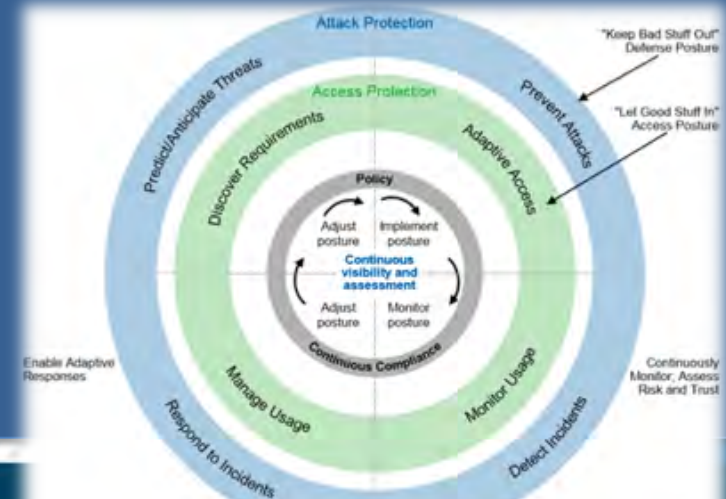 Attack Protection
"Keep Bad Stuff Out"
Defense Posture
Predict/Anticipate Threats
Prevent Attacks
Access Protection
"Let Good Stuff In"
Access Posture
Discover Requirements
Adaptive Access
Policy
Adjust
posture
Implement
posture
Continuous
visibility and
assessment
Adjust
posture
Monitor
posture
Continuous Compliance
Enable Adaptive
Responses
Continuously
Monitor; Assess
Risk and Trust
Manage Usage
Monitor Usage
Respond to Incidents
Detect Incidents